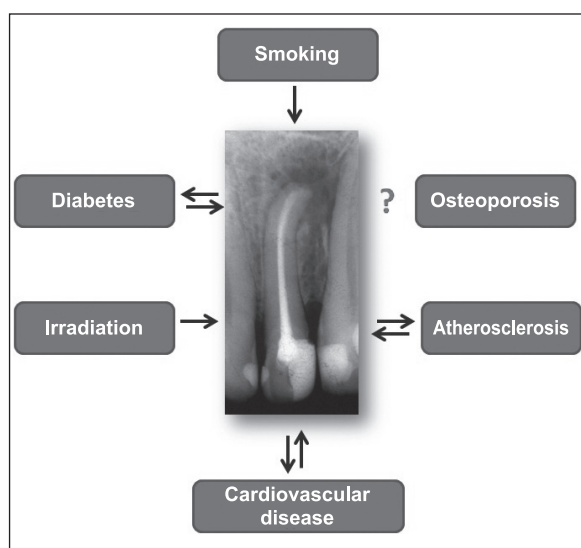 Smoking
Diabetes
?
Osteoporosis
Irradiation
Atherosclerosis
Cardiovascular
disease